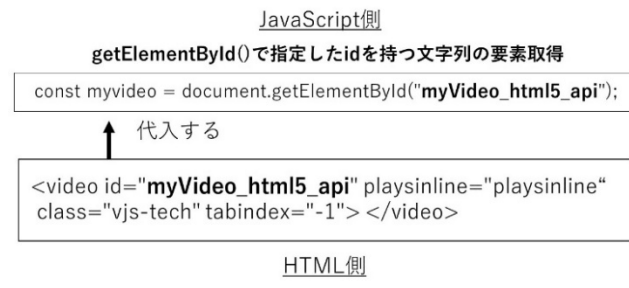 JavaScript側
getElementById()で指定したidを持つ文字列の要素取得
const myvideo = document.getElementById("myVideo_html5_api");
代入する
<video id="myVideo_html5_api" playsinline="playsinline“
class="vjs-tech" tabindex="-1"> </video>
HTML側